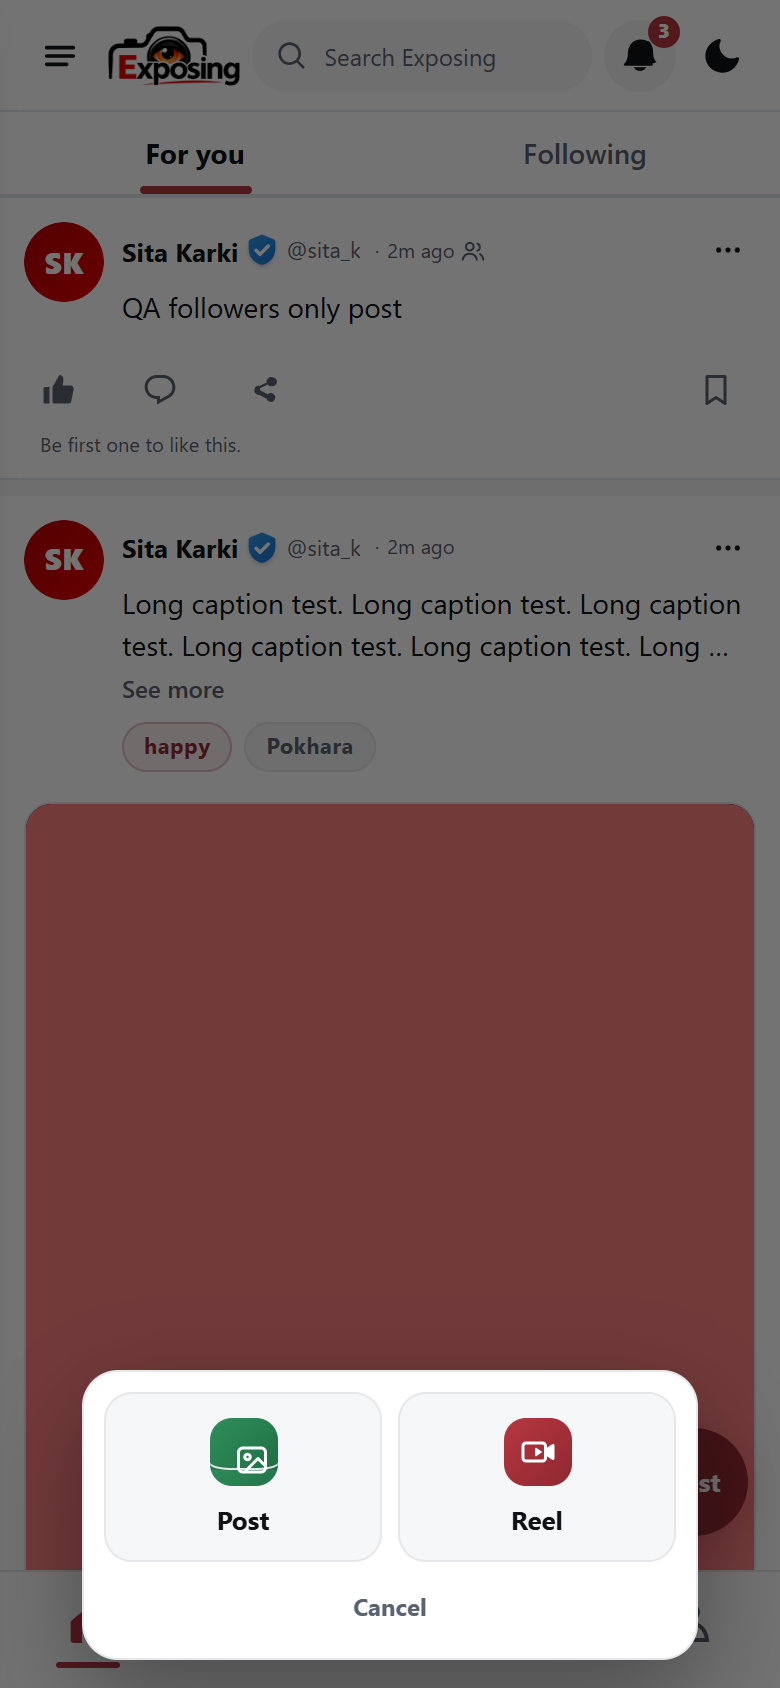 Exposing
Search Exposing
3
For you
Following
SK
Sita Karki @sita_k · 2m ago
QA followers only post
Be first one to like this.
SK
Sita Karki @sita_k · 2m ago
Long caption test. Long caption test. Long caption
test. Long caption test. Long caption test. Long ...
See more
happy
Pokhara
st
Post
Reel
Cancel